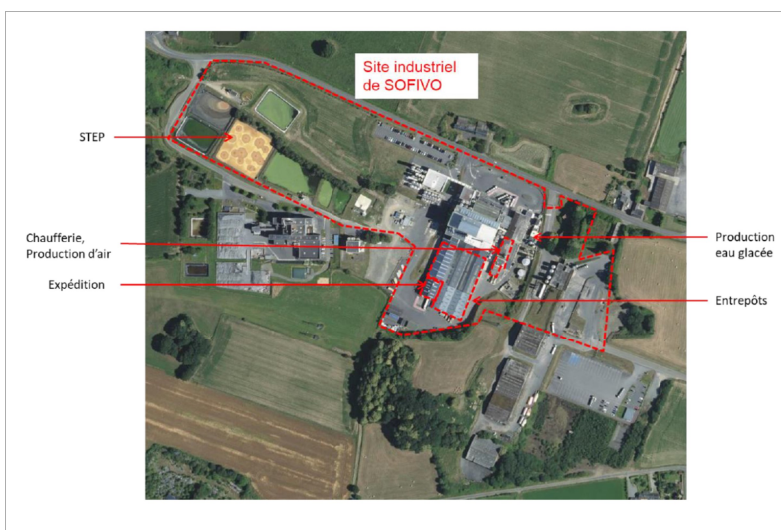 Site industriel
de SOFIVO
STEP
Chaufferie,
Production d'air
Expédition
Production
eau glacée
Entrepôts